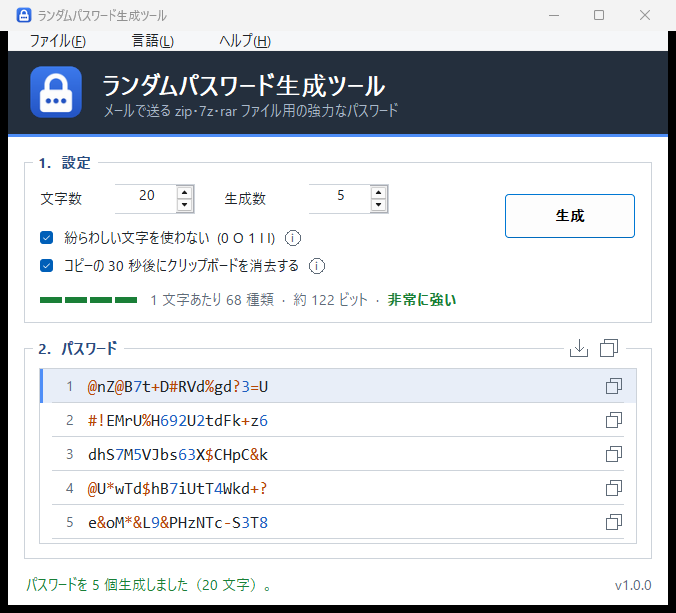 ランダムパスワード生成ツール
ファイル(F) 言語(L) ヘルプ(H)
ランダムパスワード生成ツール
メールで送る zip・7z・rar ファイル用の強力なパスワード
1. 設定
文字数 20 生成数 5
生成
紛らわしい文字を使わない (0 O 1 l I)
コピーの 30 秒後にクリップボードを消去する
1 文字あたり 68 種類 · 約 122 ビット · 非常に強い
2. パスワード
1 @nZ@B7t+D#RVd%gd?3=U
2 #!EMrU%H692U2tdFk+z6
3 dhS7M5VJbs63X$CHpC&k
4 @U*wTd$hB7iUtT4Wkd+?
5 e&oM*&L9&PHzNTc-S3T8
パスワードを 5 個生成しました（20 文字）。
v1.0.0